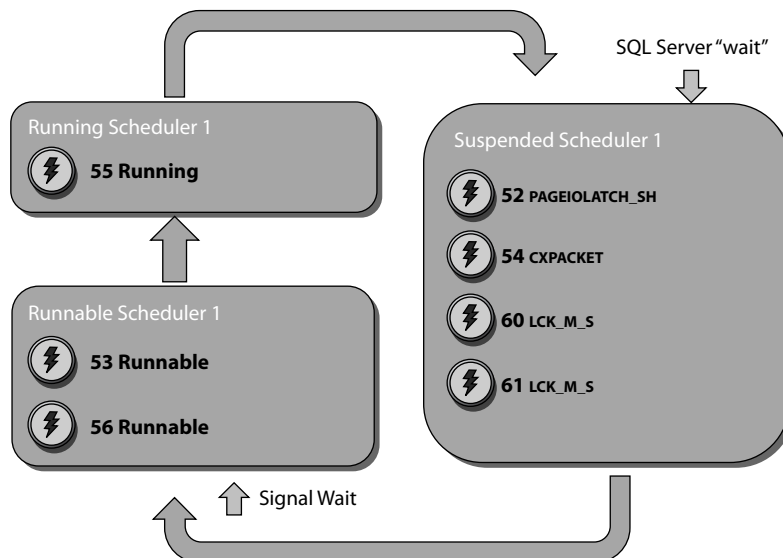 SQL Server “wait”
Running Scheduler 1
55 Running
Suspended Scheduler 1
52 PAGEIOLATCH_SH
54 CXPACKET
60 LCK_M_S
61 LCK_M_S
Runnable Scheduler 1
53 Runnable
56 Runnable
Signal Wait